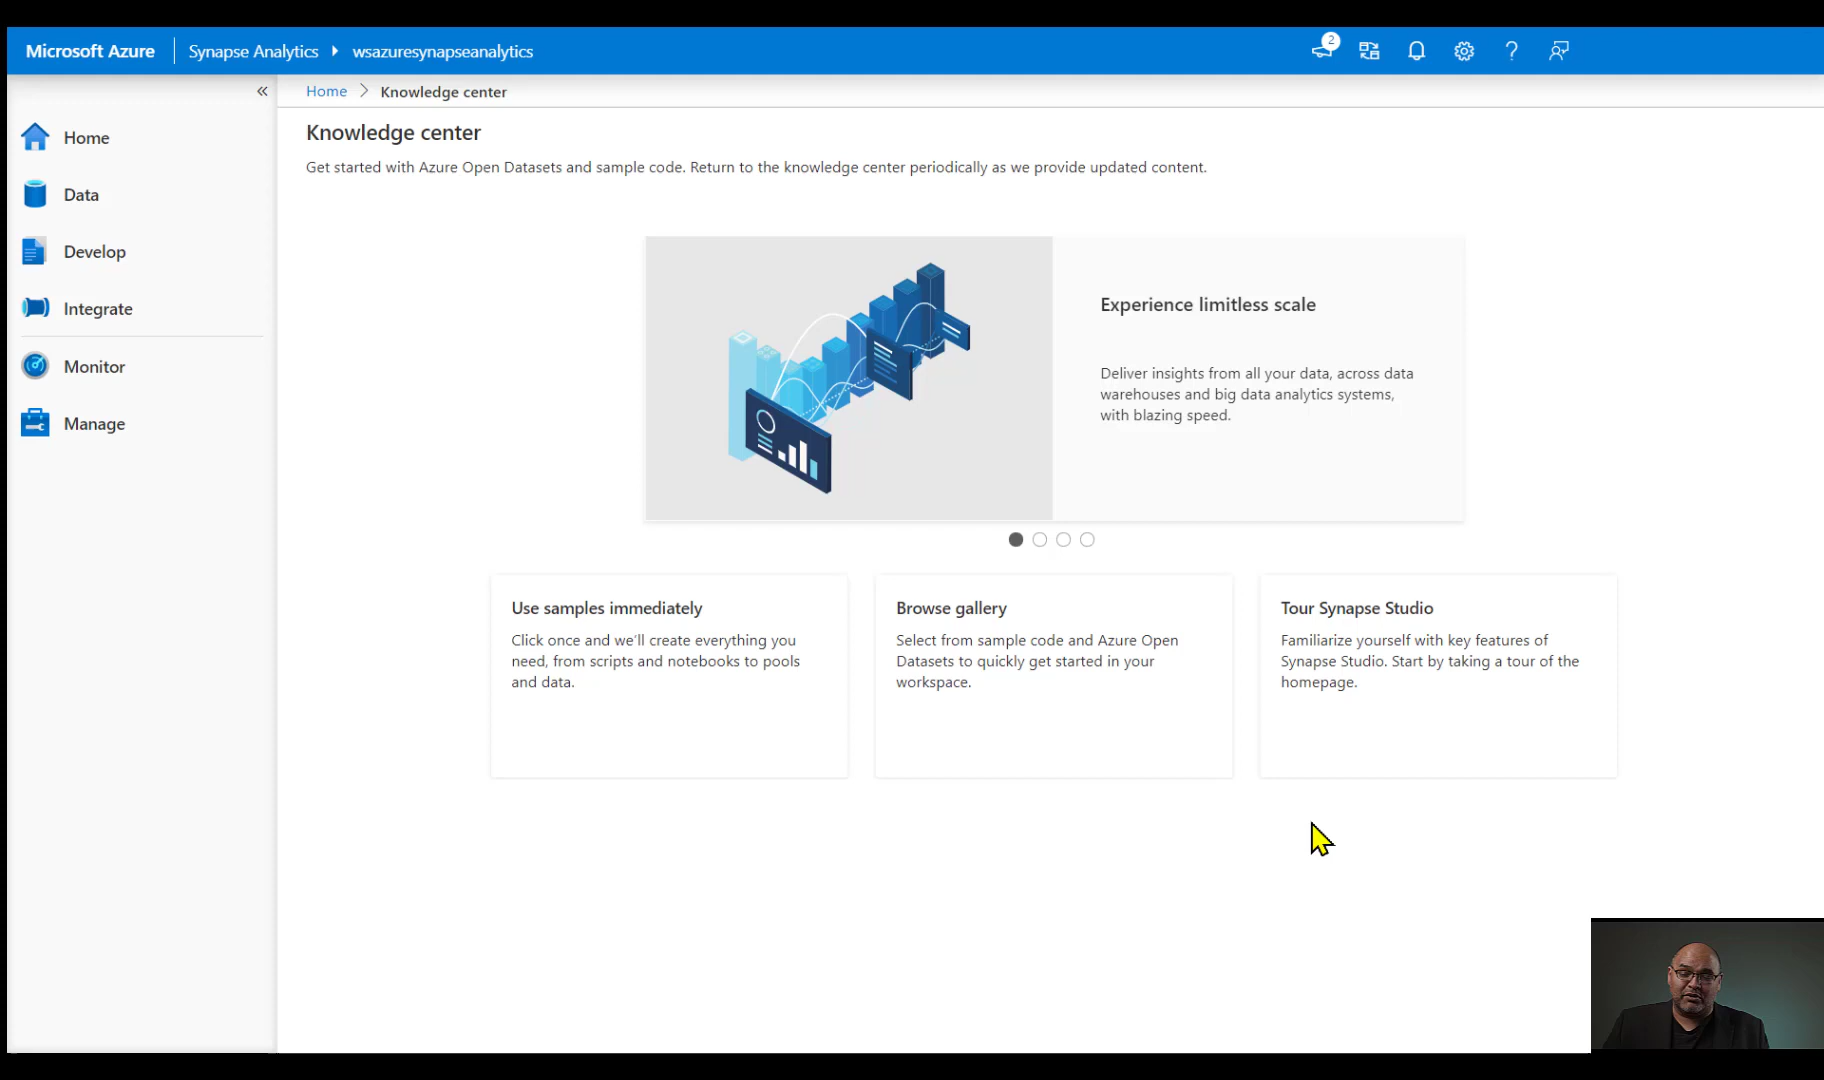 Microsoft Azure
Synapse Analytics
wsazuresynapseanalytics
2
Home
Data
Develop
Integrate
Monitor
Manage
Home > Knowledge center
Knowledge center
Get started with Azure Open Datasets and sample code. Return to the knowledge center periodically as we provide updated content.
Experience limitless scale
Deliver insights from all your data, across data
warehouses and big data analytics systems,
with blazing speed.
Use samples immediately
Click once and we'll create everything you
need, from scripts and notebooks to pools
and data.
Browse gallery
Select from sample code and Azure Open
Datasets to quickly get started in your
workspace.
Tour Synapse Studio
Familiarize yourself with key features of
Synapse Studio. Start by taking a tour of the
homepage.